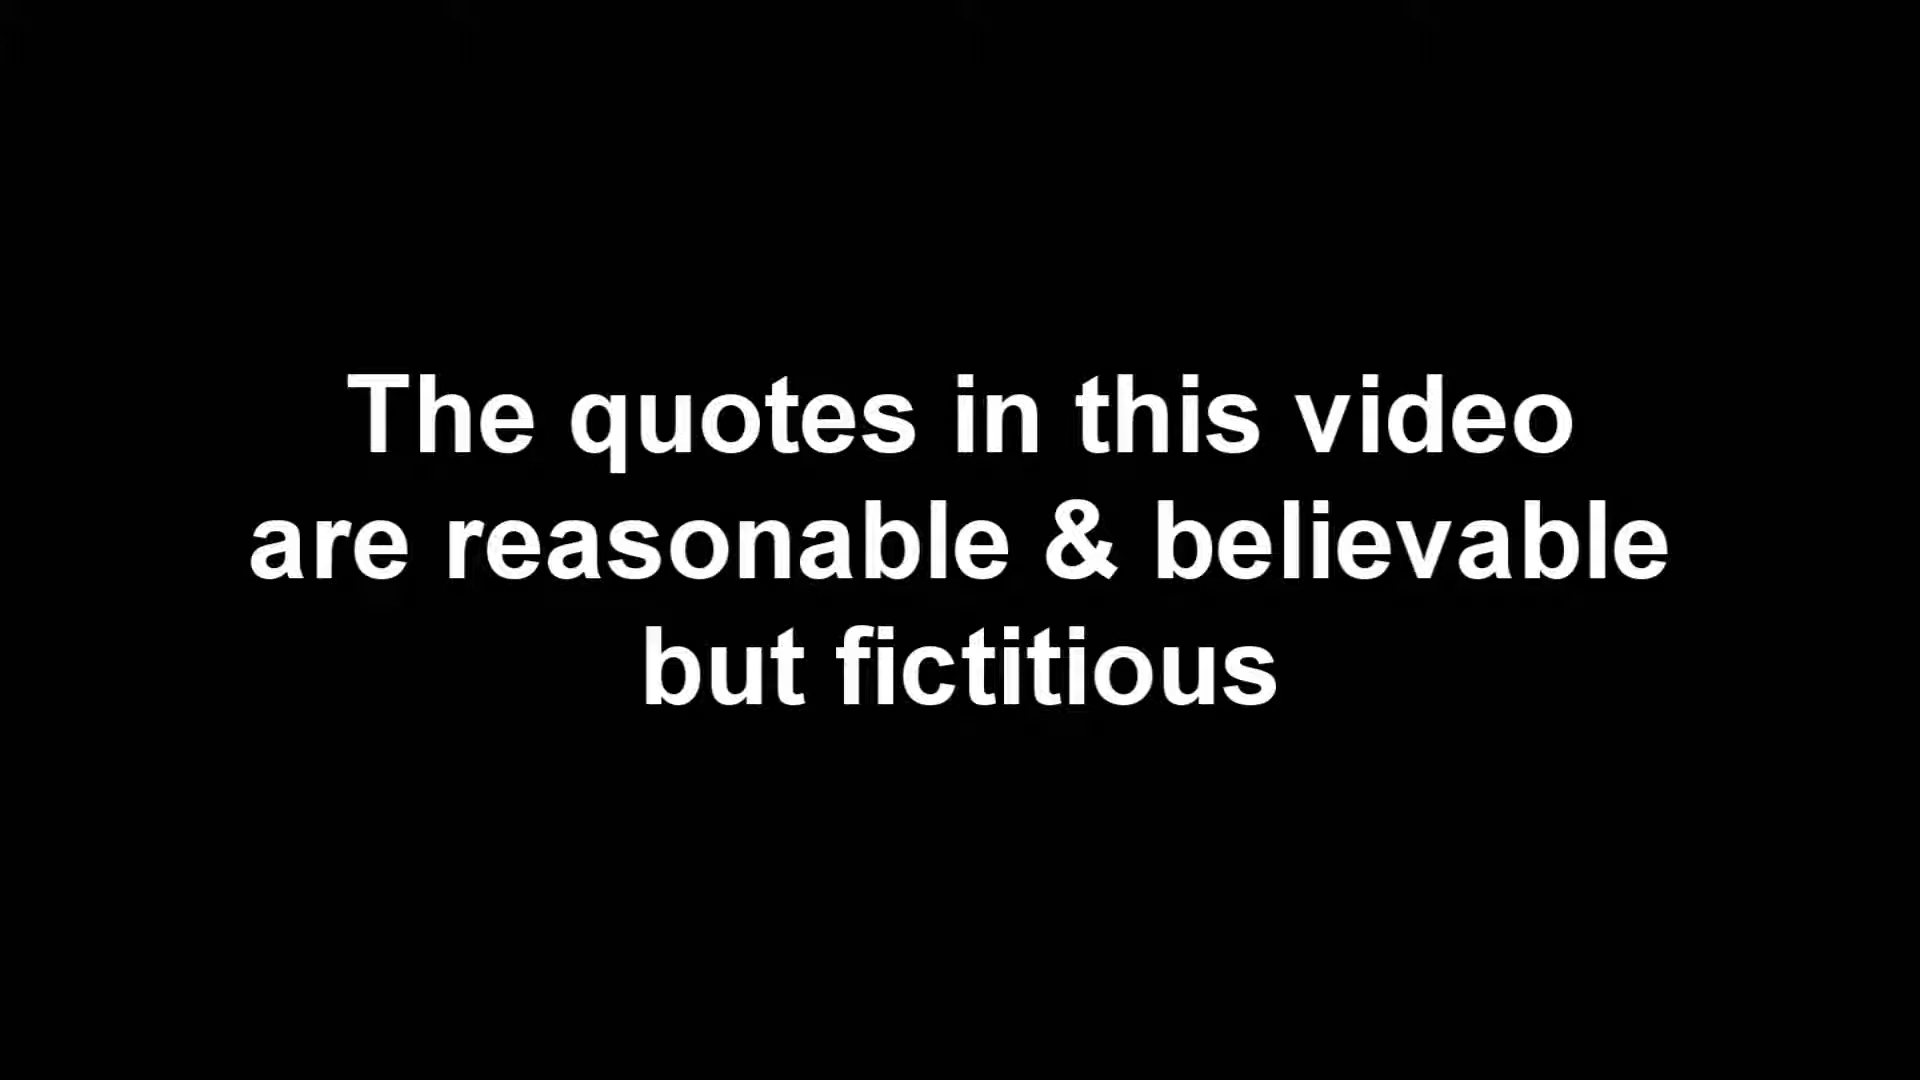 The quotes in this video
are reasonable & believable
but fictitious